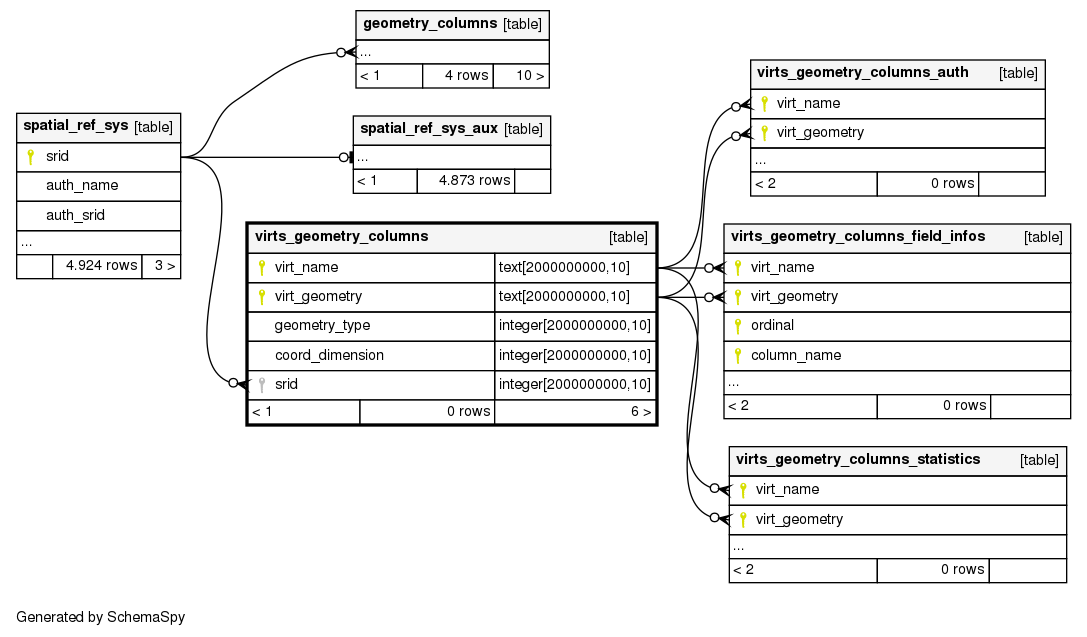 geometry_columns [table]
...
< 1 4 rows 10 >
spatial_ref_sys [table]
srid
auth_name
auth_srid
...
4.924 rows 3 >
spatial_ref_sys_aux [table]
...
< 1 4.873 rows
virts_geometry_columns [table]
virt_name text[2000000000,10]
virt_geometry text[2000000000,10]
geometry_type integer[2000000000,10]
coord_dimension integer[2000000000,10]
srid integer[2000000000,10]
< 1 0 rows 6 >
virts_geometry_columns_auth [table]
virt_name
virt_geometry
...
< 2 0 rows
virts_geometry_columns_field_infos [table]
virt_name
virt_geometry
ordinal
column_name
...
< 2 0 rows
virts_geometry_columns_statistics [table]
virt_name
virt_geometry
...
< 2 0 rows
Generated by SchemaSpy